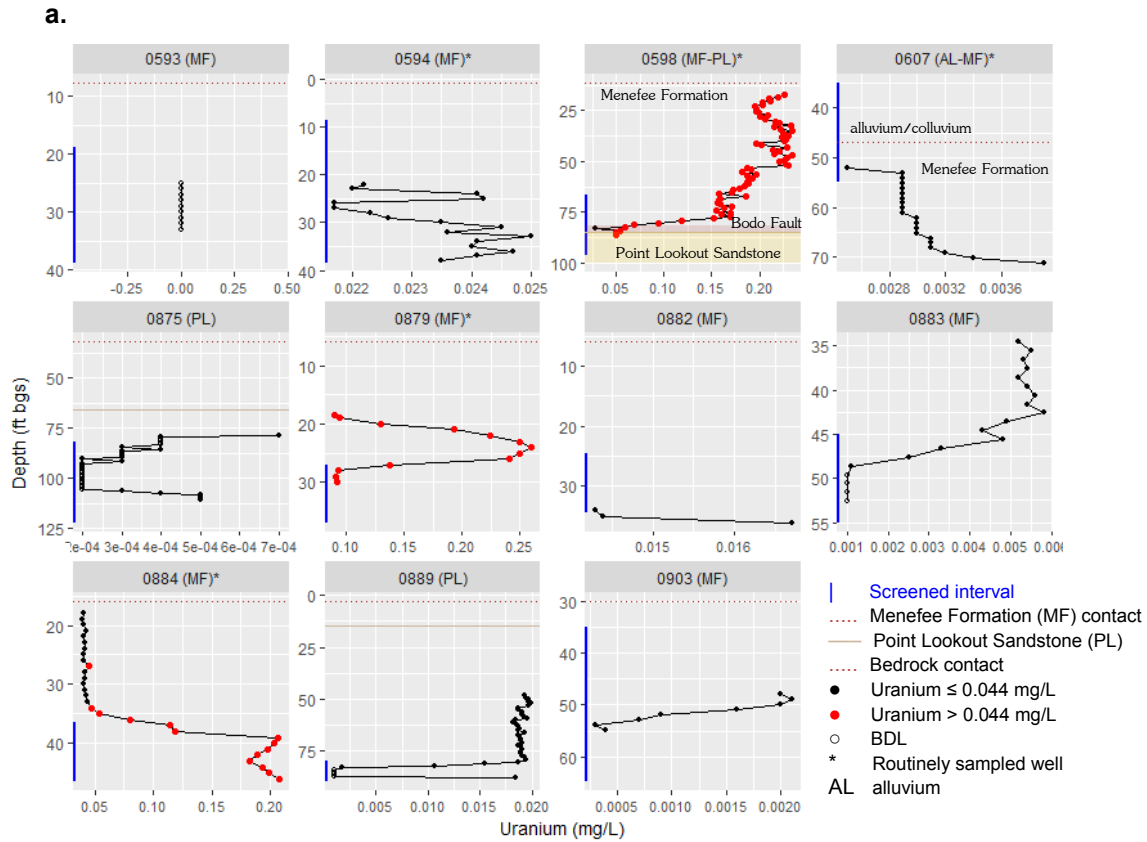 a.
0593 (MF)
0594 (MF)*
0598 (MF-PL)*
0607 (AL-MF)*
10
20
30
40
-0.25
0.00
0.25
0.50
0
10
20
30
40
0.022
0.023
0.024
0.025
Menefee Formation
Bodo Fault
Point Lookout Sandstone
25
50
75
100
0.05
0.10
0.15
0.20
alluvium/colluvium
Menefee Formation
40
50
60
70
0.0028
0.0032
0.0036
0875 (PL)
0879 (MF)*
0882 (MF)
0883 (MF)
50
75
100
125
?e-04
3e-04
4e-04
5e-04
6e-04
7e-04
10
20
30
0.10
0.15
0.20
0.25
10
20
30
0.015
0.016
35
40
45
50
55
0.001
0.002
0.003
0.004
0.005
0.006
0884 (MF)*
0889 (PL)
0903 (MF)
20
30
40
0.05
0.10
0.15
0.20
0
25
50
75
0.005
0.010
0.015
0.020
30
40
50
60
0.0005
0.0010
0.0015
0.0020
Depth (ft bgs)
Uranium (mg/L)
Screened interval
Menefee Formation (MF) contact
Point Lookout Sandstone (PL)
Bedrock contact
Uranium ≤ 0.044 mg/L
Uranium > 0.044 mg/L
BDL
* Routinely sampled well
AL alluvium